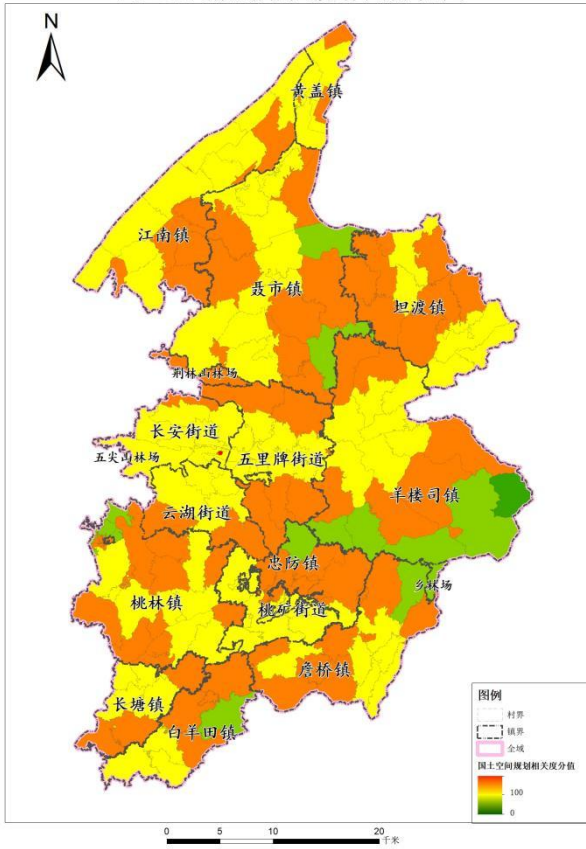 N
黄盖镇
江南镇
聂市镇
坦渡镇
荆林山林场
长安街道
五尖山林场
五里牌街道
羊楼司镇
云湖街道
忠防镇
乡林场
桃林镇
桃矿街道
詹桥镇
长塘镇
白羊田镇
图例
村界
镇界
全域
国土空间规划相关度分值
100
0
0 5 10 20
千米